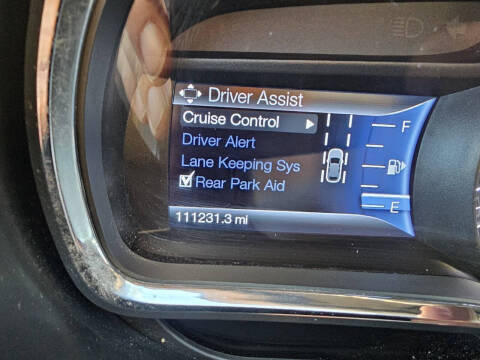 Driver Assist
Cruise Control
F
Driver Alert
Lane Keeping Sys
Rear Park Aid
E
111231.3 mi